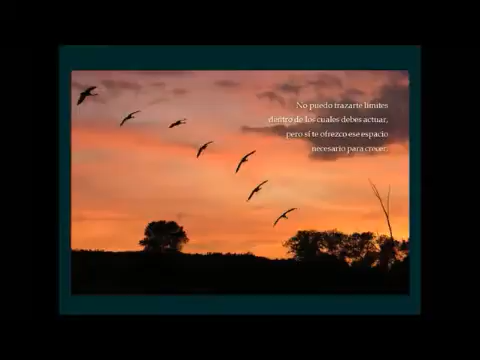 No puedo trazarte límites
dentro de los cuales debes actuar,
pero sí te ofrezco ese espacio
necesario para crecer.